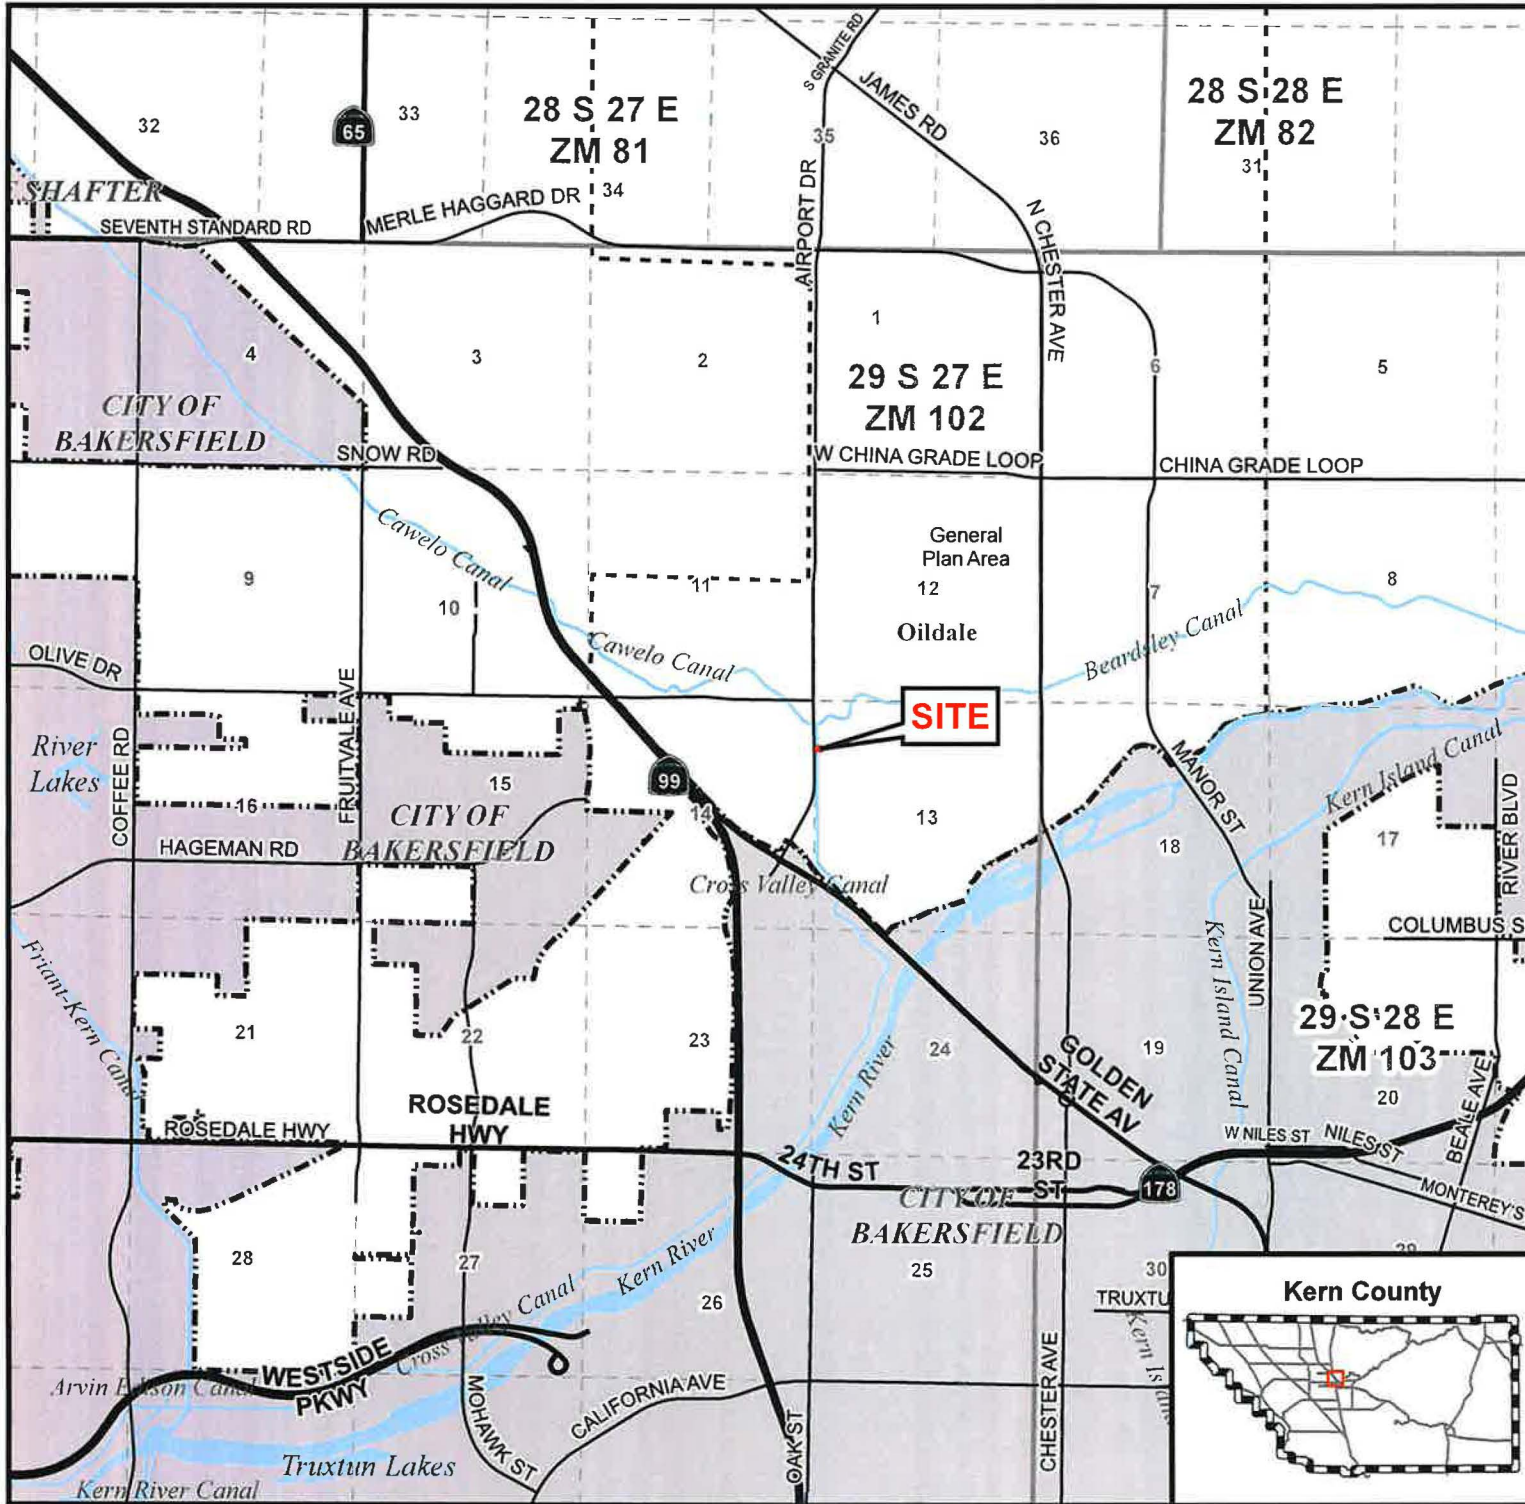 S GRANITE RD
JAMES RD
32
33
65
28 S 27 E
ZM 81
34
35
36
28 S 28 E
ZM 82
31
SHAFTER
SEVENTH STANDARD RD
MERLE HAGGARD DR
AIRPORT DR
N CHESTER AVE
4
3
2
1
6
5
CITY OF
BAKERSFIELD
29 S 27 E
ZM 102
SNOW RD
W CHINA GRADE LOOP
CHINA GRADE LOOP
Cawelo Canal
General
Plan Area
9
10
11
12
7
8
Oildale
Beardsley Canal
OLIVE DR
Cawelo Canal
FRUITVALE AVE
SITE
River
Lakes
COFFEE RD
16
15
99
14
13
MANOR ST
Kern Island Canal
RIVER BLVD
17
18
CITY OF
BAKERSFIELD
HAGEMAN RD
Cross Valley Canal
UNION AVE
COLUMBUS S
Friant-Kern Canal
Kern Island Canal
21
22
23
24
19
29 S 28 E
ZM 103
20
Kern River
GOLDEN
STATE AV
BEALE AVE
ROSEDALE
HWY
ROSEDALE HWY
W NILES ST
NILES ST
24TH ST
23RD
ST
178
MONTEREY S
CITY OF
BAKERSFIELD
28
27
26
25
30
29
Kern River
Cross Valley Canal
TRUXTU
Kern Islan
Kern County
WESTSIDE
PKWY
Arvin Edison Canal
MOHAWK ST
CALIFORNIA AVE
OAK ST
CHESTER AVE
Truxtun Lakes
Kern River Canal